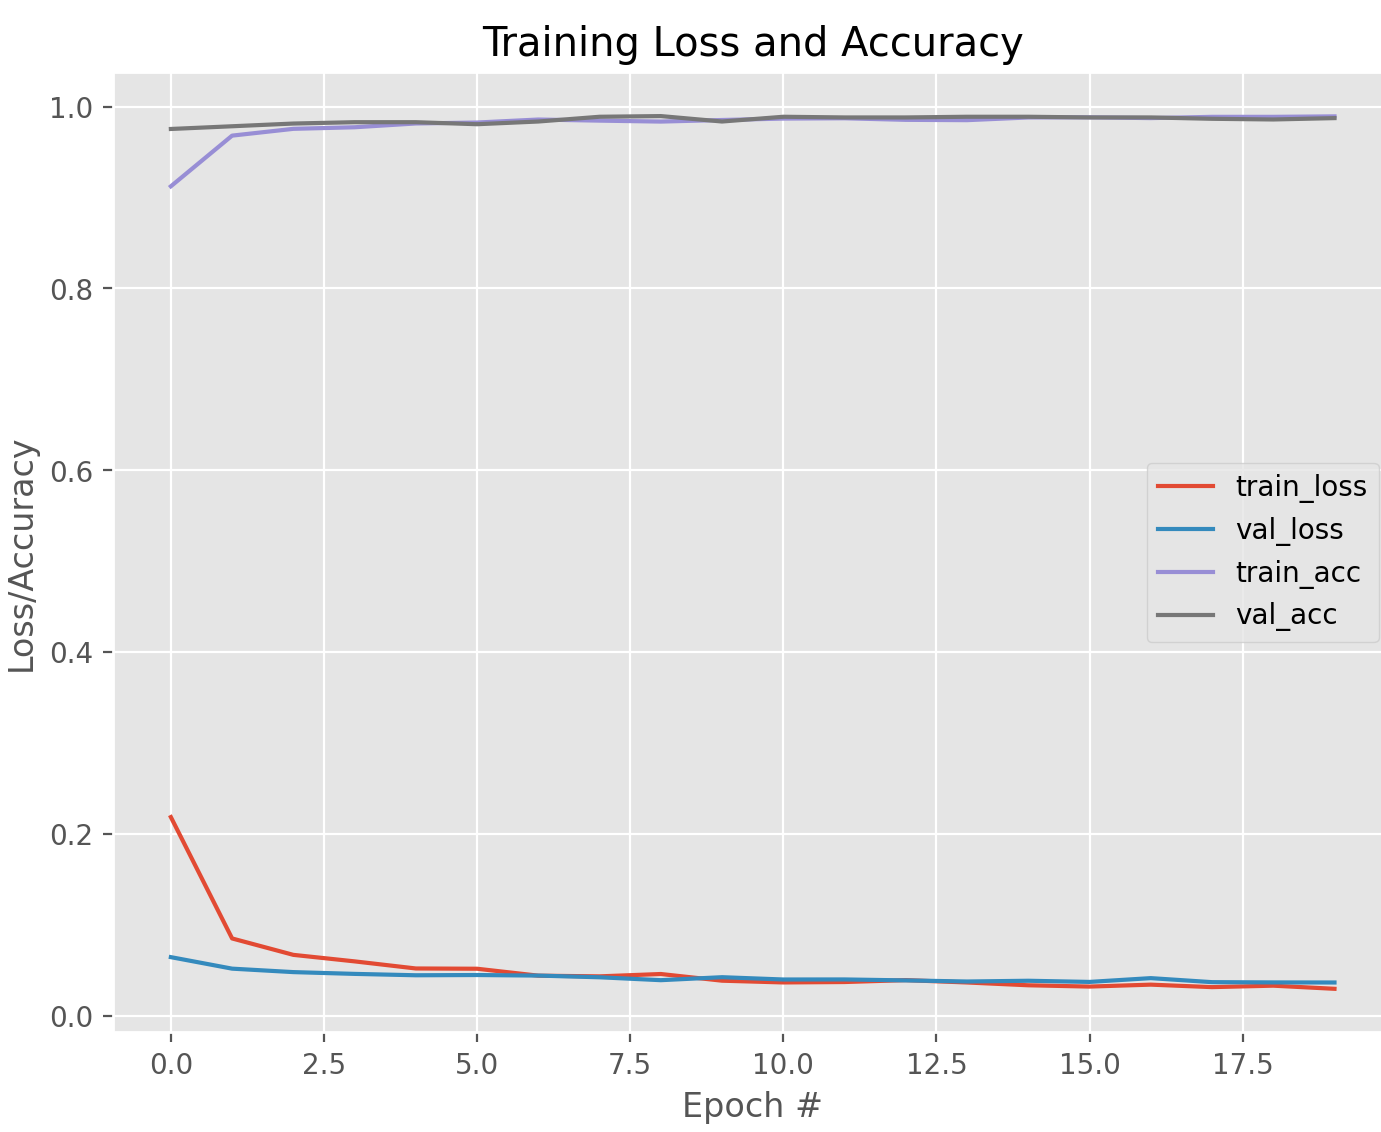 Training Loss and Accuracy
Loss/Accuracy
1.0
0.8
0.6
0.4
0.2
0.0
train_loss
val_loss
train_acc
val_acc
0.0 2.5 5.0 7.5 10.0 12.5 15.0 17.5
Epoch #